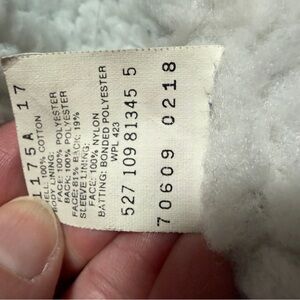 1175A 17
SHELL: 100% COTTON
BODY LINING:
FACE: 100% POLYESTER
BACK: 100% POLYESTER
FACE: 81% BACK: 19%
SLEEVE LINING:
FACE: 100% NYLON
BATTING: BONDED POLYESTER
WPL 423
527 109 81345 5
70609 0218